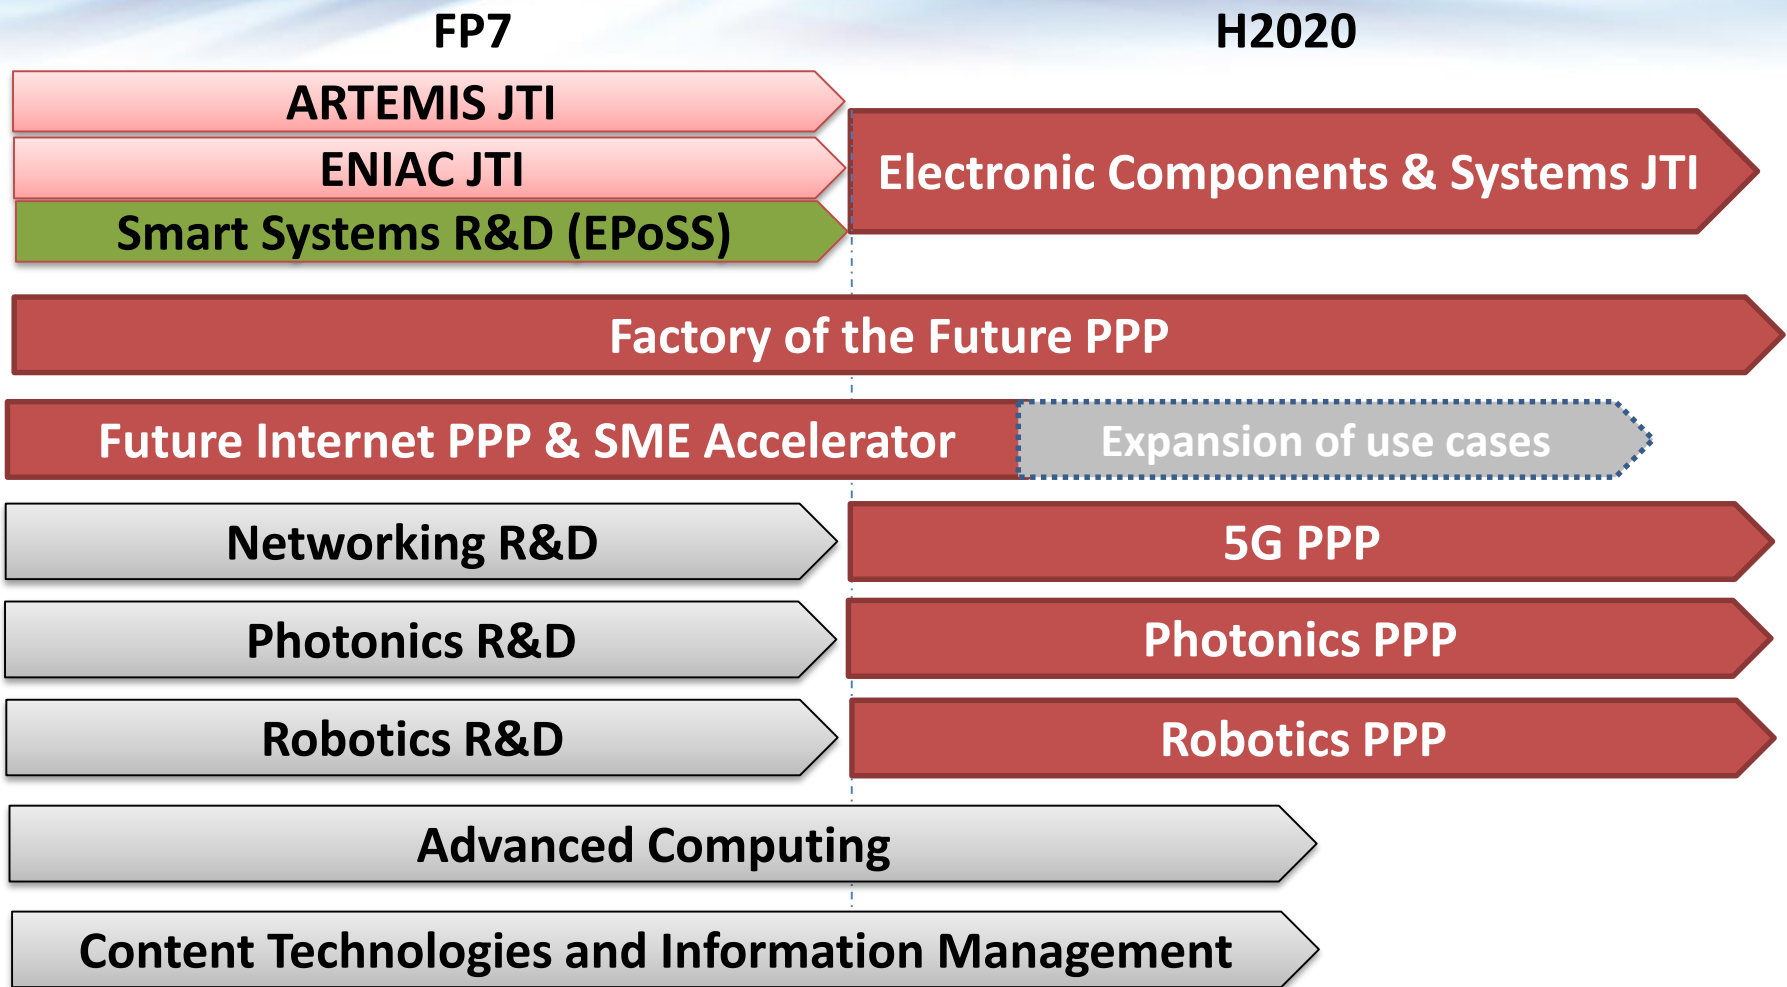 FP7
H2020
ARTEMIS JTI
ENIAC JTI
Smart Systems R&D (EPoSS)
Electronic Components & Systems JTI
Factory of the Future PPP
Future Internet PPP & SME Accelerator
Expansion of use cases
Networking R&D
5G PPP
Photonics R&D
Photonics PPP
Robotics R&D
Robotics PPP
Advanced Computing
Content Technologies and Information Management